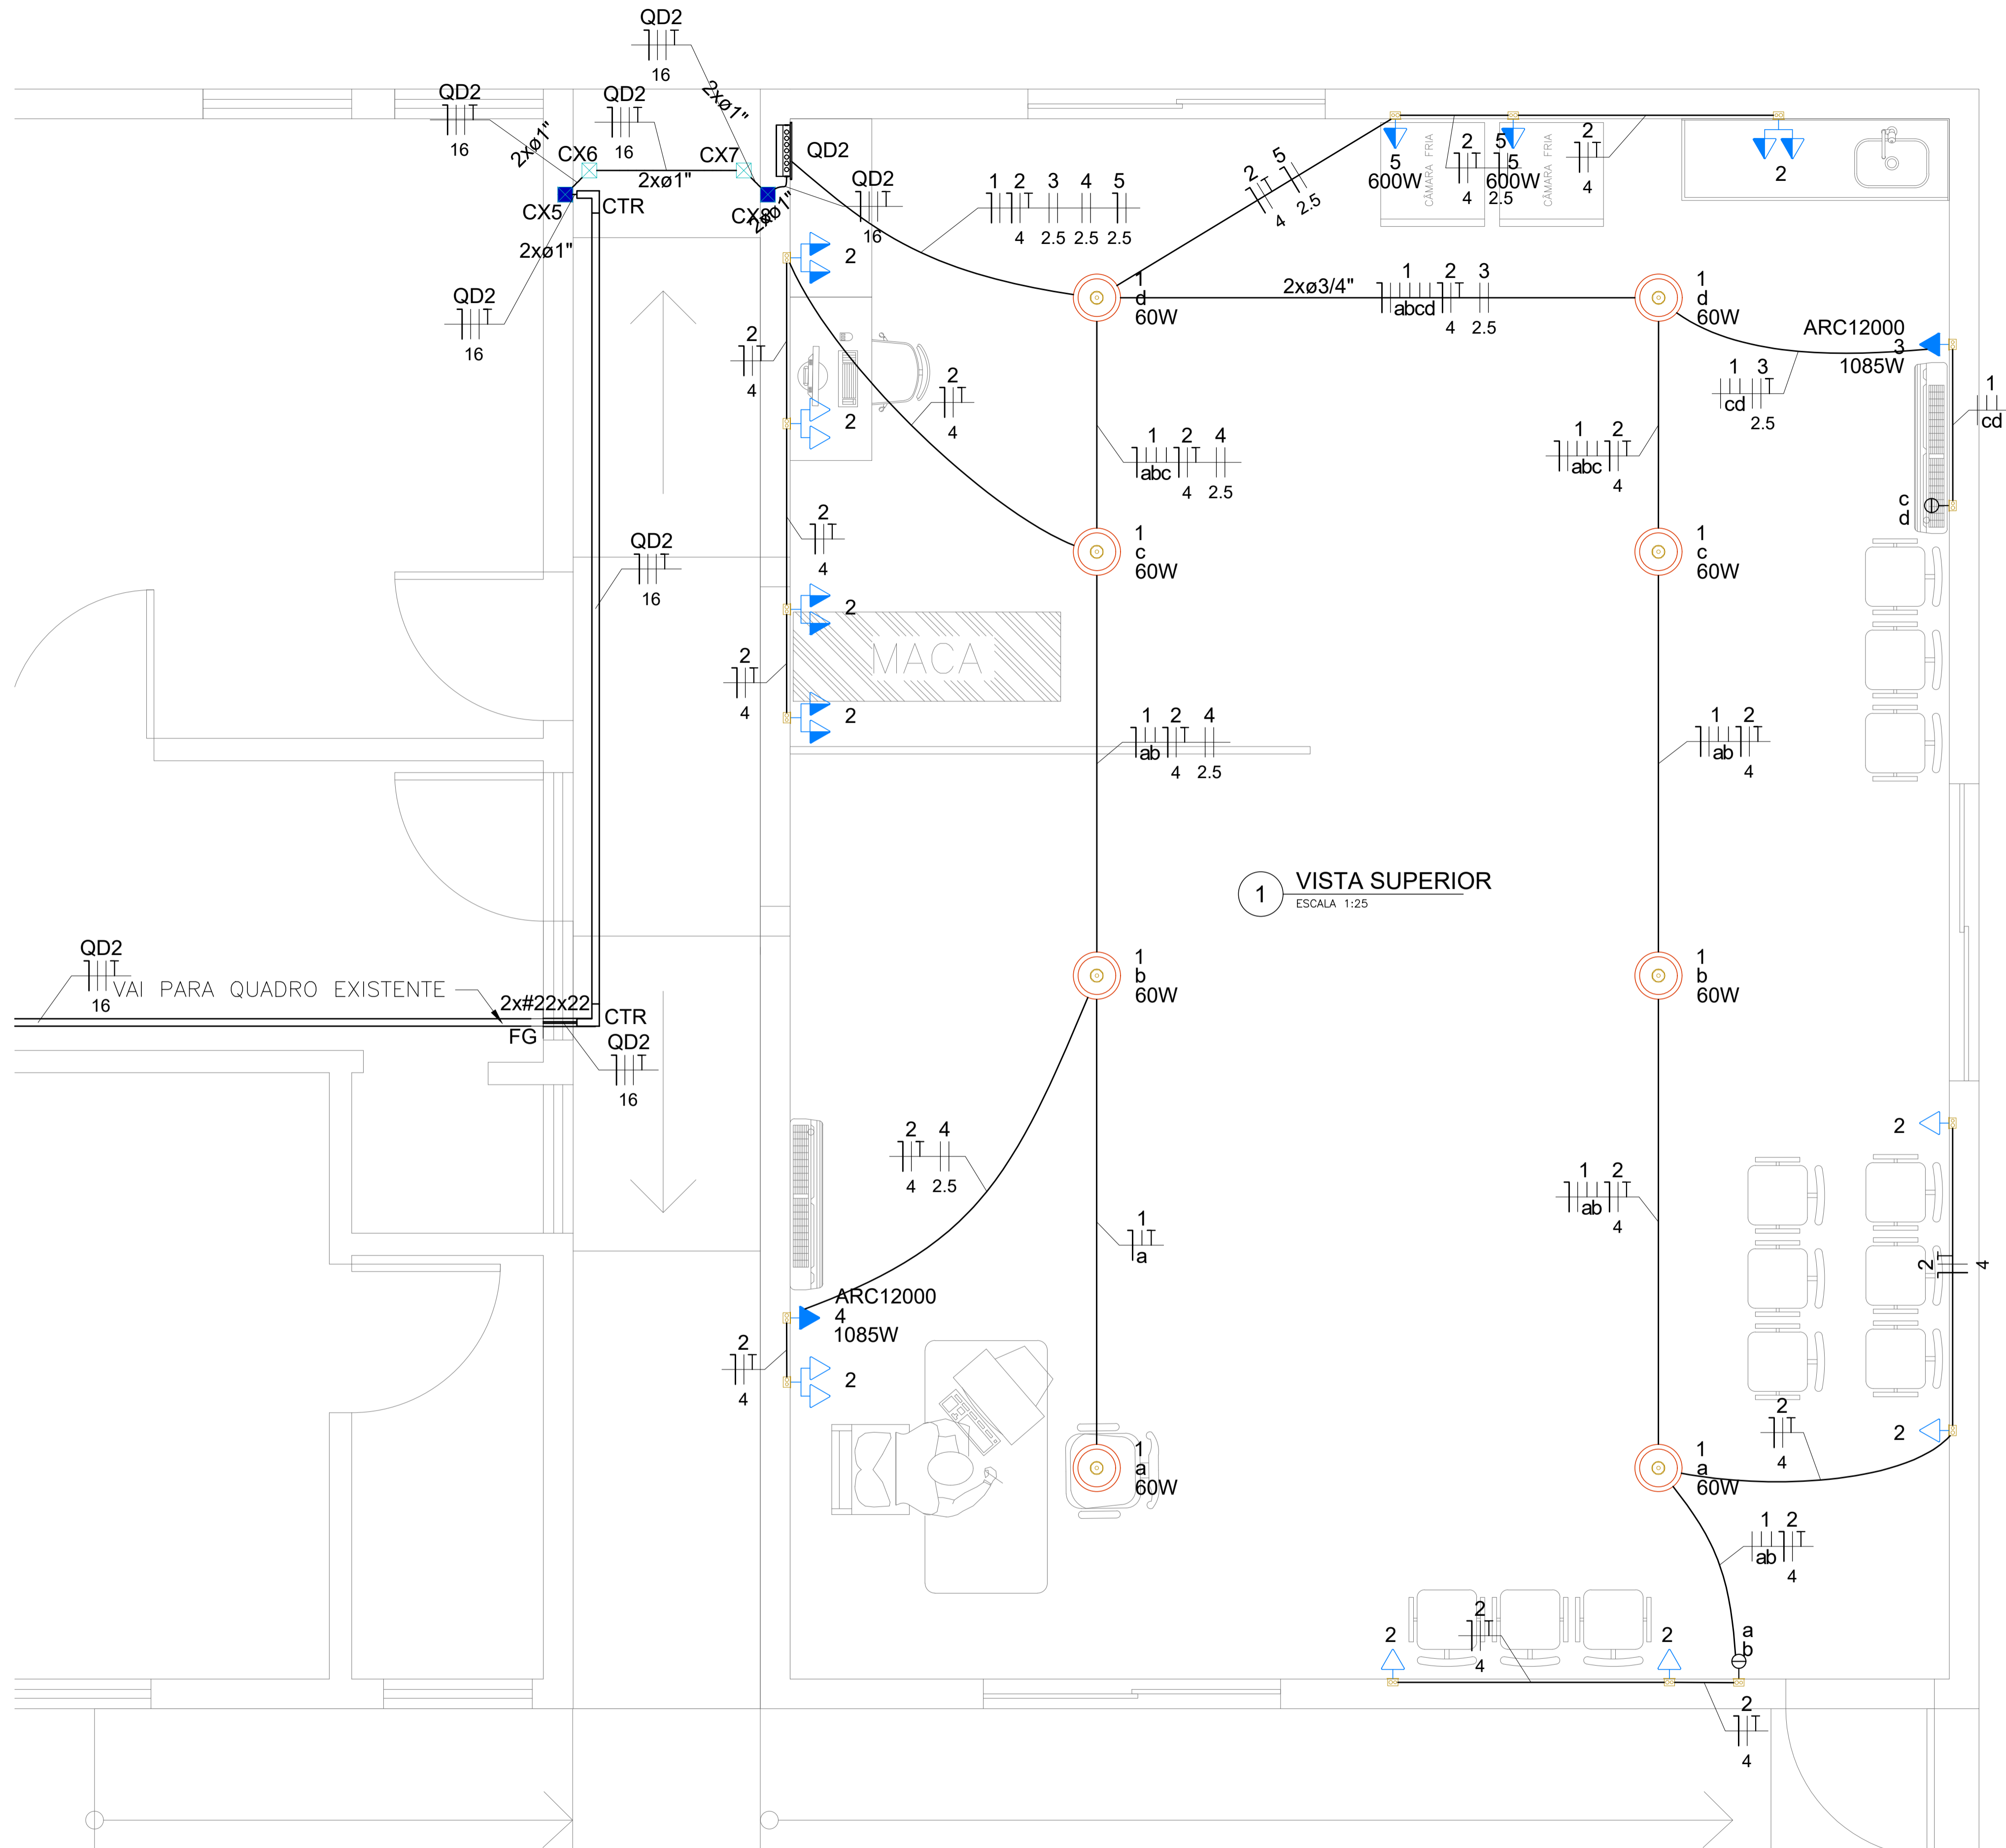 QD2
16
2xø1"
QD2
16
2xø1"
QD2
16
CX6
CX7
2xø1"
CX5
CTR
CX8
2xø1"
2xø1"
QD2
16
QD2
QD2
16
1 2 3 4 5
4 2.5 2.5 2.5
2 5
4 2.5
5
600W
CÂMARA FRIA
2 5
4 2.5
5
600W
CÂMARA FRIA
2
4
2
2
2
4
2
2
4
2
4
2
4
2
2
4
2
MACA
1
d
60W
2xø3/4"
1 2 3
abcd
4 2.5
1
d
60W
ARC12000
3
1085W
1 3
cd
2.5
1
cd
c
d
1 2 4
abc
4 2.5
1 2
abc
4
1
c
60W
1
c
60W
QD2
16
1 2 4
ab
4 2.5
1 2
ab
4
1
VISTA SUPERIOR
ESCALA 1:25
1
b
60W
1
b
60W
QD2
16
VAI PARA QUADRO EXISTENTE
2x#22x22
FG
CTR
QD2
16
2 4
4 2.5
1
a
1 2
ab
4
2
2
4
2
2
4
ARC12000
4
1085W
2
4
2
1
a
60W
1
a
60W
1 2
ab
4
2
2
4
2
a
b
2
4